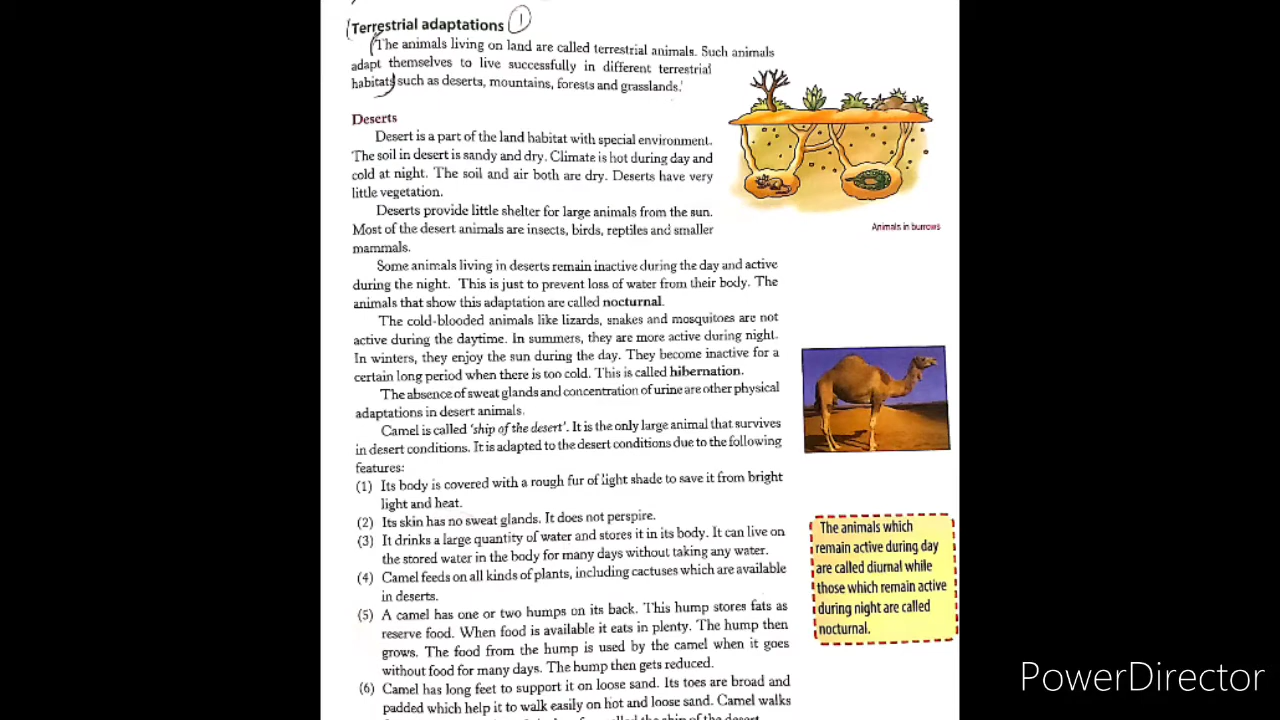 Terrestrial adaptations 1
The animals living on land are called terrestrial animals. Such animals
adapt themselves to live successfully in different terrestrial
habitats such as deserts, mountains, forests and grasslands.
Deserts
Desert is a part of the land habitat with special environment.
The soil in desert is sandy and dry. Climate is hot during day and
cold at night. The soil and air both are dry. Deserts have very
little vegetation.
Deserts provide little shelter for large animals from the sun.
Most of the desert animals are insects, birds, reptiles and smaller
mammals.
Animals in burrows
Some animals living in deserts remain inactive during the day and active
during the night. This is just to prevent loss of water from their body. The
animals that show this adaptation are called nocturnal.
The cold-blooded animals like lizards, snakes and mosquitoes are not
active during the daytime. In summers, they are more active during night.
In winters, they enjoy the sun during the day. They become inactive for a
certain long period when there is too cold. This is called hibernation.
The absence of sweat glands and concentration of urine are other physical
adaptations in desert animals.
Camel is called 'ship of the desert'. It is the only large animal that survives
in desert conditions. It is adapted to the desert conditions due to the following
features:
(1) Its body is covered with a rough fur of light shade to save it from bright
light and heat.
(2) Its skin has no sweat glands. It does not perspire.
(3) It drinks a large quantity of water and stores it in its body. It can live on
the stored water in the body for many days without taking any water.
(4) Camel feeds on all kinds of plants, including cactuses which are available
in deserts.
(5) A camel has one or two humps on its back. This hump stores fats as
reserve food. When food is available it eats in plenty. The hump then
grows. The food from the hump is used by the camel when it goes
without food for many days. The hump then gets reduced.
(6) Camel has long feet to support it on loose sand. Its toes are broad and
padded which help it to walk easily on hot and loose sand. Camel walks
called the ship of the desert
The animals which
remain active during day
are called diurnal while
those which remain active
during night are called
nocturnal.
PowerDirector